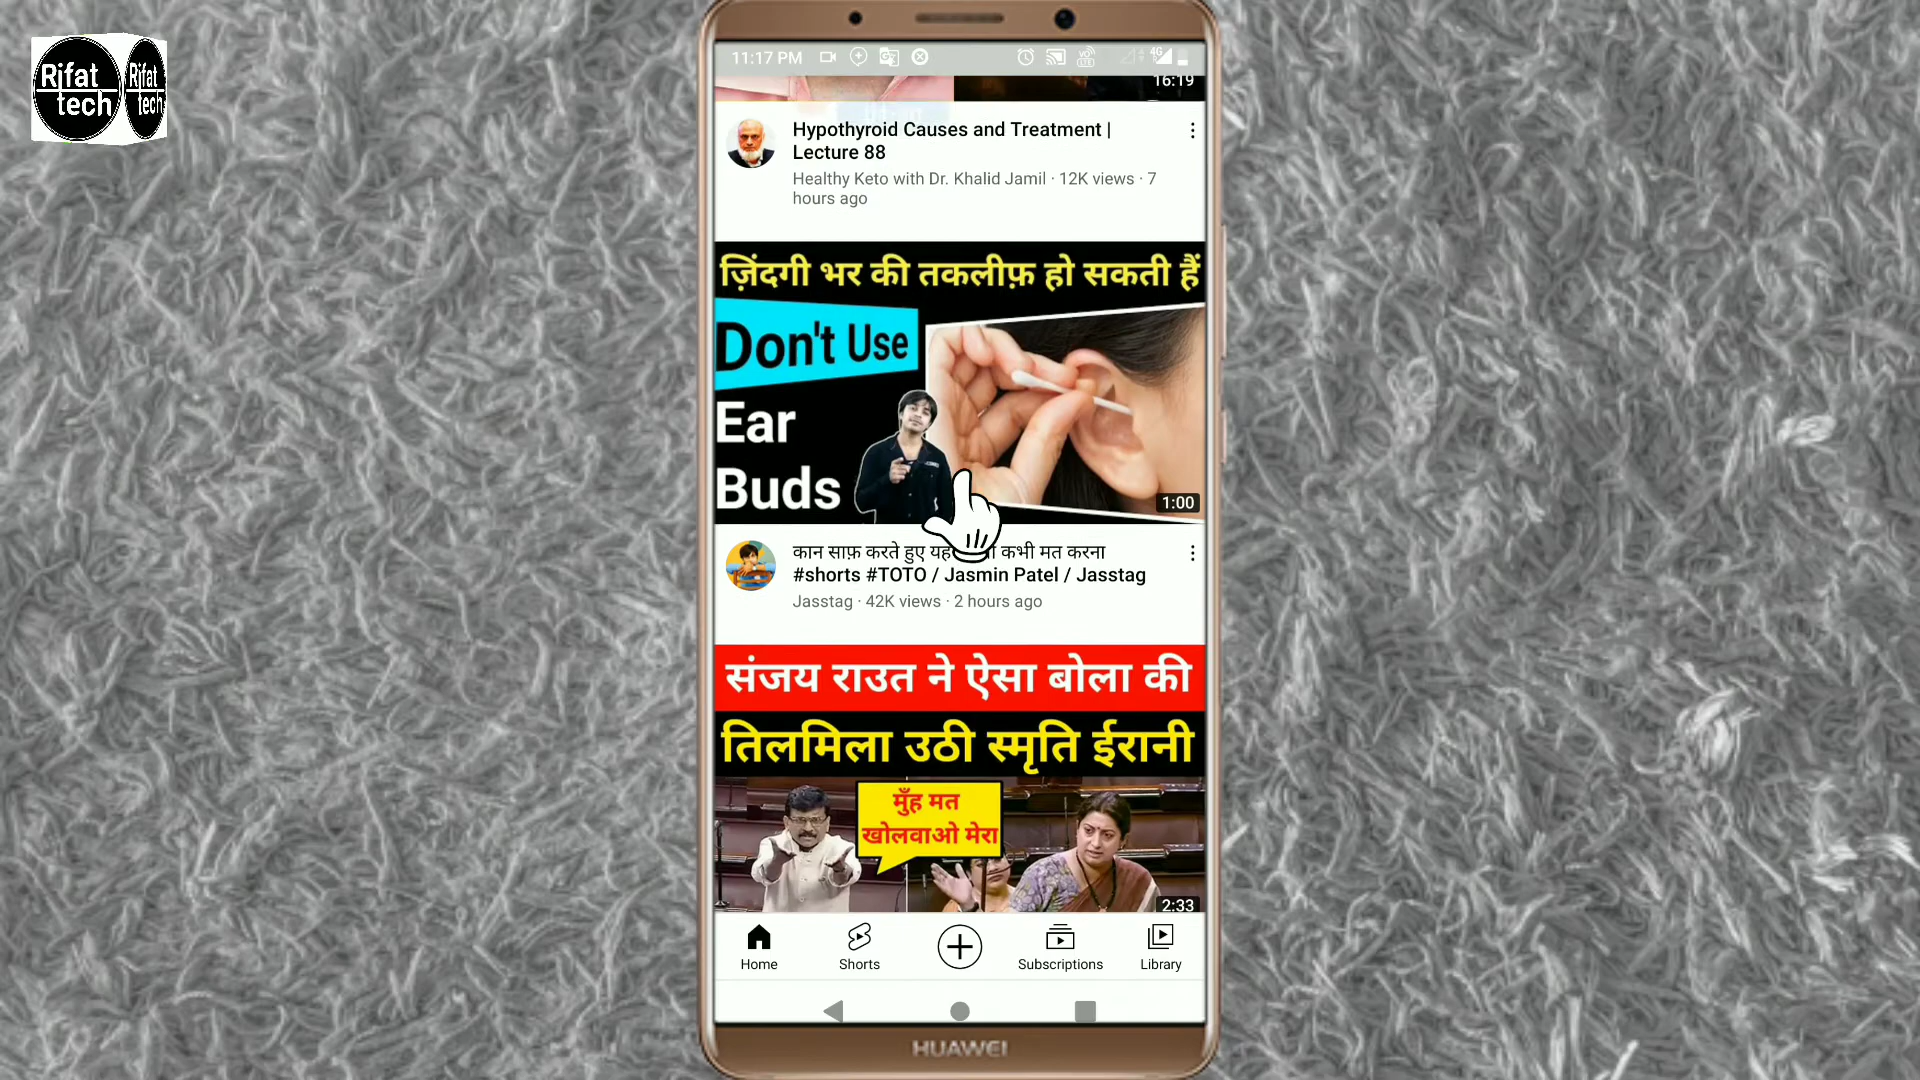 Rifat
tech
Rifat
tech
11:17 PM
4G
16:19
Hypothyroid Causes and Treatment |
Lecture 88
Healthy Keto with Dr. Khalid Jamil · 12K views · 7
hours ago
ज़िंदगी भर की तकलीफ़ हो सकती हैं
Don't Use
Ear
Buds
1:00
कान साफ़ करते हुए कभी मत करना
#shorts #TOTO / Jasmin Patel / Jasstag
Jasstag · 42K views · 2 hours ago
संजय राउत ने ऐसा बोला की
तिलमिला उठी स्मृति ईरानी
मुँह मत
खोलवाओ मेरा
2:33
Home
Shorts
Subscriptions
Library
HUAWEI